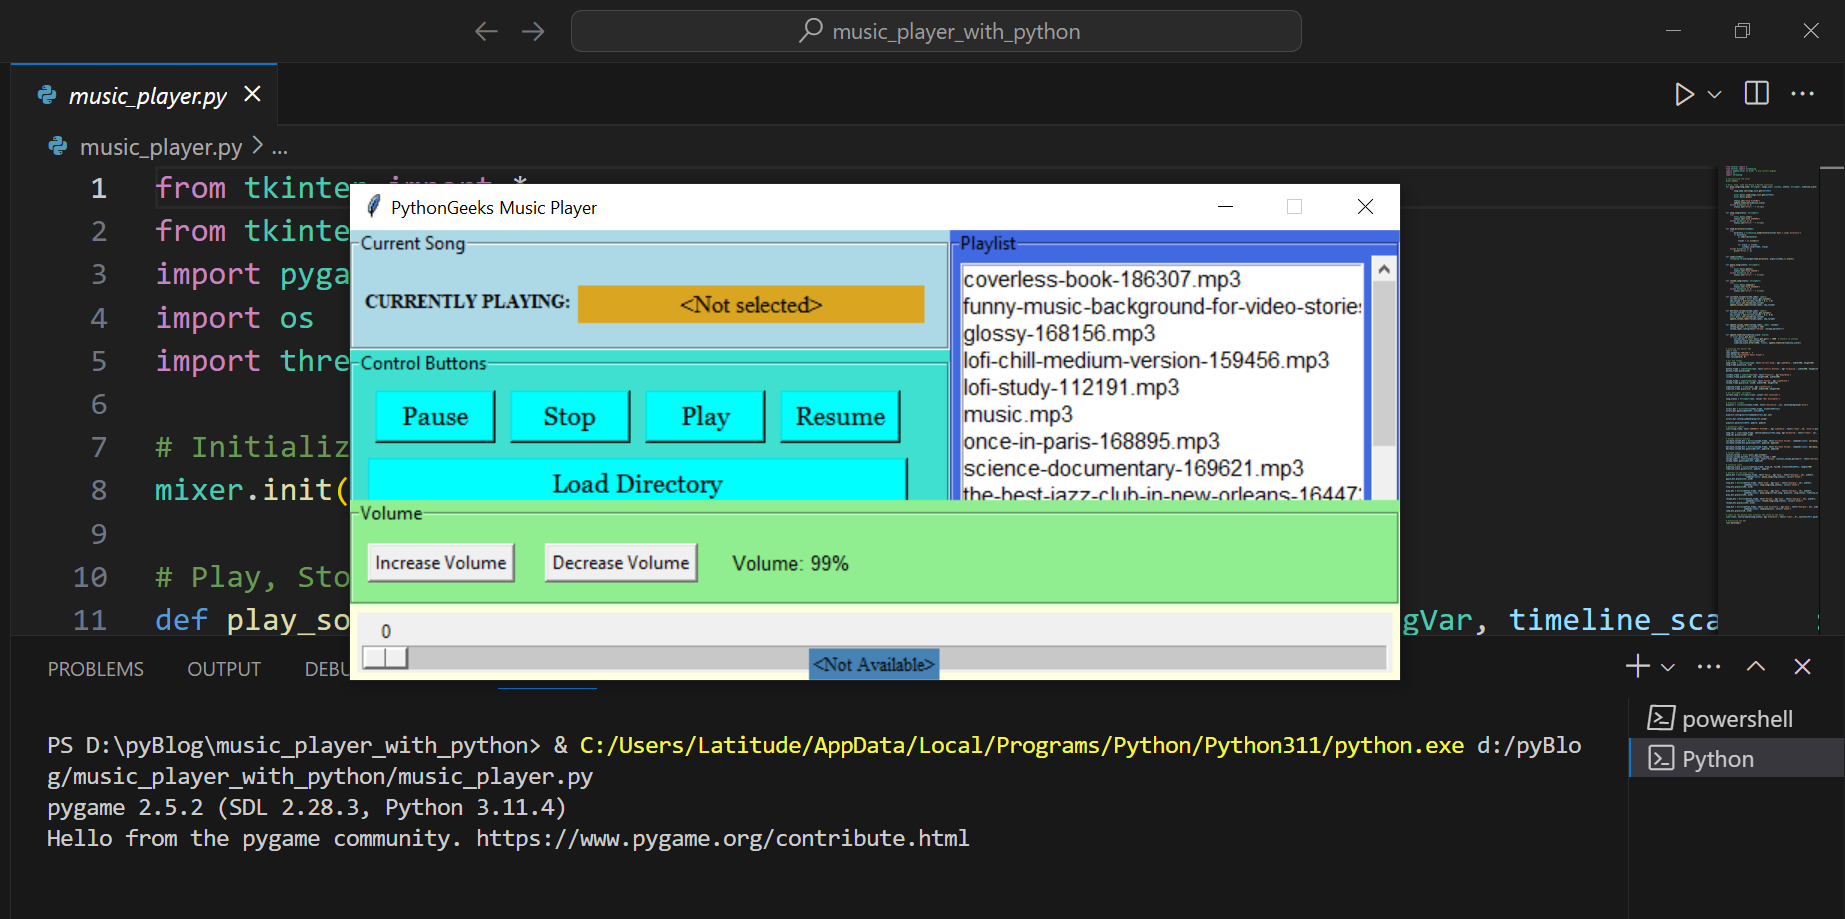 music_player_with_python
music_player.py
music_player.py > ...
1 from tkinter import *
2 from tkinte
3 import pyga
4 import os
5 import thre
6
7 # Initializ
8 mixer.init(
9
10 # Play, Sto
11 def play_so gVar, timeline_sca
PythonGeeks Music Player
Current Song
CURRENTLY PLAYING: <Not selected>
Control Buttons
Pause Stop Play Resume
Load Directory
Playlist
coverless-book-186307.mp3
funny-music-background-for-video-stories
glossy-168156.mp3
lofi-chill-medium-version-159456.mp3
lofi-study-112191.mp3
music.mp3
once-in-paris-168895.mp3
science-documentary-169621.mp3
the-best-jazz-club-in-new-orleans-16447
Volume
Increase Volume Decrease Volume Volume: 99%
0
<Not Available>
PROBLEMS OUTPUT DEBU
PS D:\pyBlog\music_player_with_python> & C:/Users/Latitude/AppData/Local/Programs/Python/Python311/python.exe d:/pyBlo
g/music_player_with_python/music_player.py
pygame 2.5.2 (SDL 2.28.3, Python 3.11.4)
Hello from the pygame community. https://www.pygame.org/contribute.html
powershell
Python